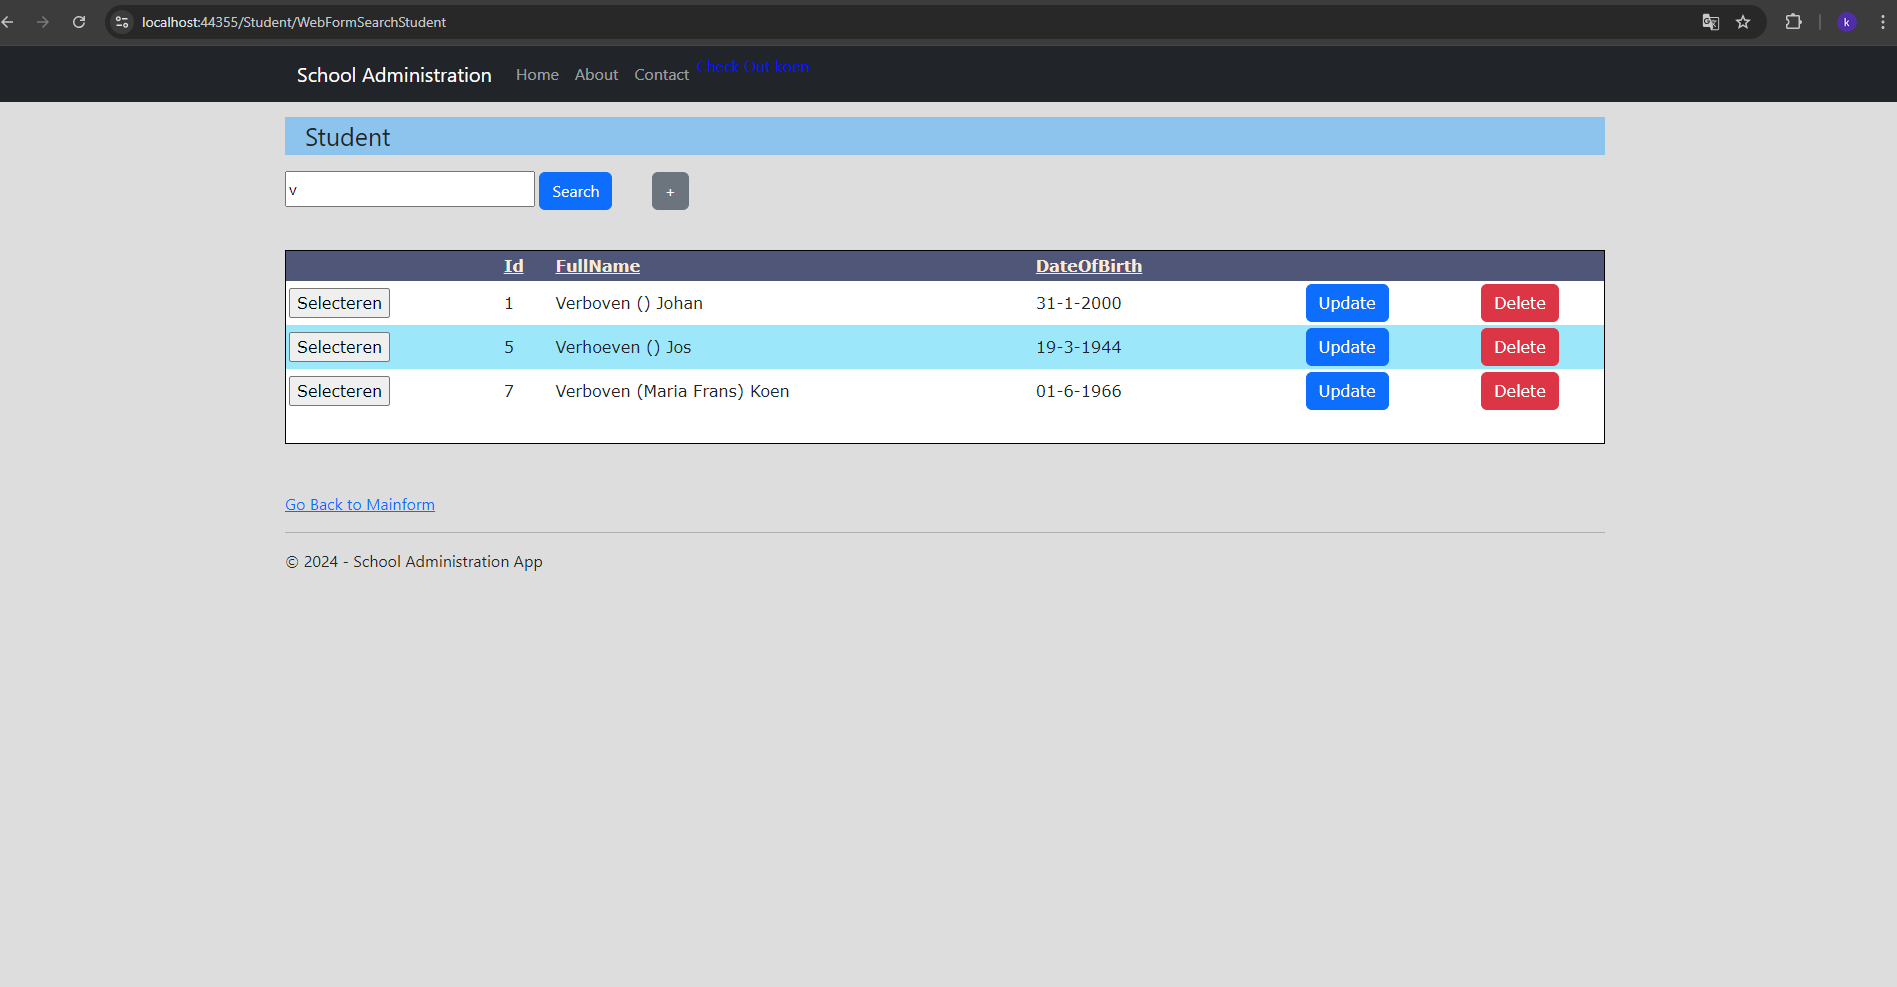 localhost:44355/Student/WebFormSearchStudent
k
School Administration Home About Contact Check Out koen
Student
v Search +
Id FullName DateOfBirth
Selecteren 1 Verboven () Johan 31-1-2000 Update Delete
Selecteren 5 Verhoeven () Jos 19-3-1944 Update Delete
Selecteren 7 Verboven (Maria Frans) Koen 01-6-1966 Update Delete
Go Back to Mainform
© 2024 - School Administration App